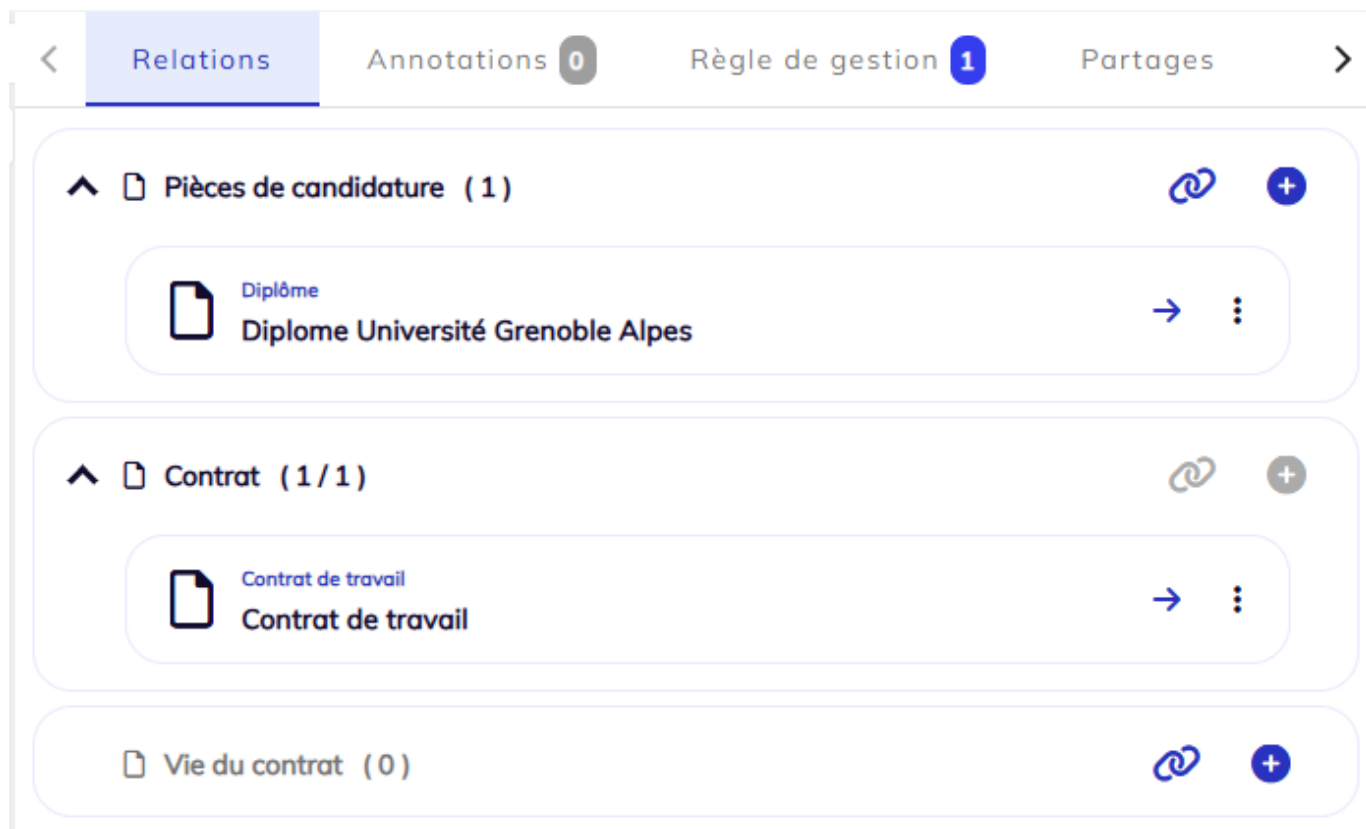 Relations Annotations 0 Règle de gestion 1 Partages
Pièces de candidature (1)
Diplôme
Diplome Université Grenoble Alpes
Contrat (1/1)
Contrat de travail
Contrat de travail
Vie du contrat (0)